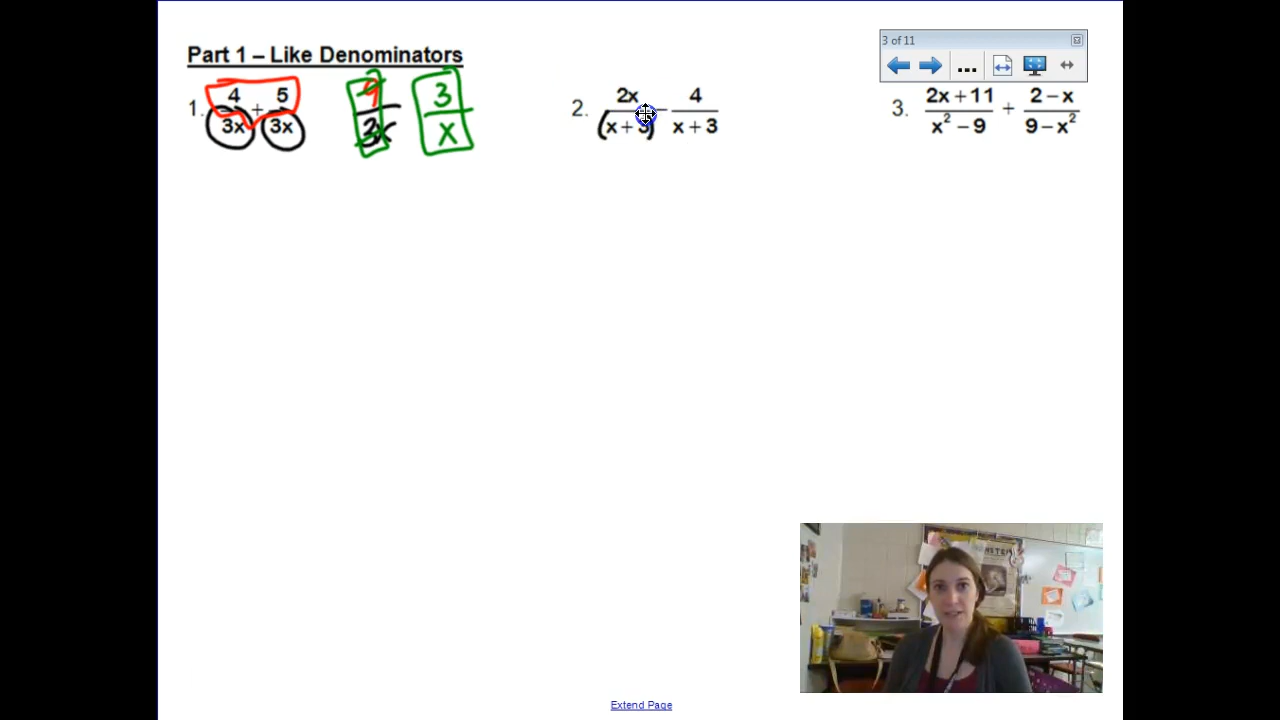 3 of 11
Part 1 – Like Denominators
1. 4/3x + 5/3x 9/3x 3/x
2. 2x/(x + 3) − 4/x + 3
3. 2x + 11/x² − 9 + 2 − x/9 − x²
Extend Page